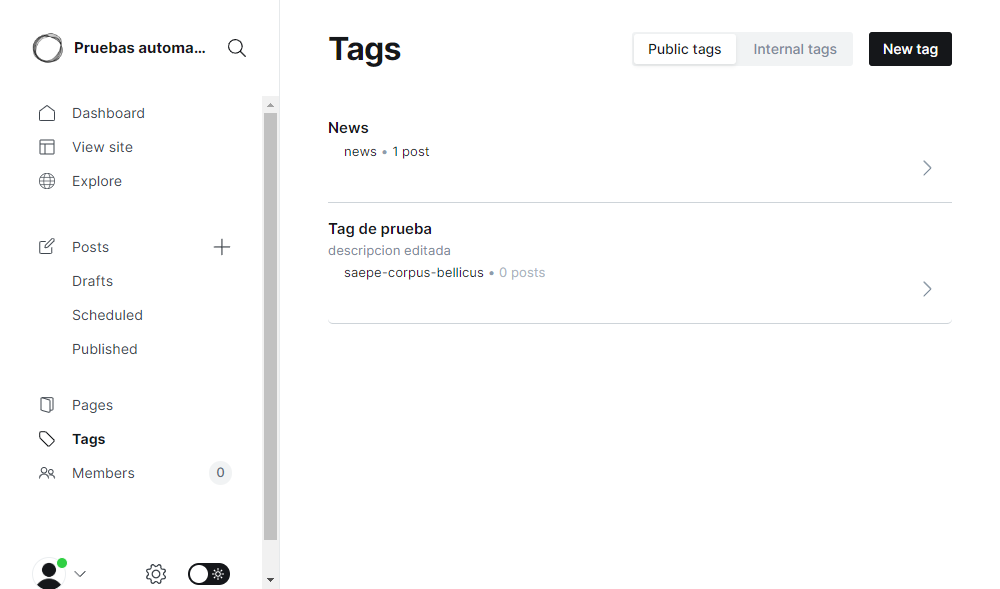 Pruebas automa...
Dashboard
View site
Explore
Posts
Drafts
Scheduled
Published
Pages
Tags
Members 0
Tags
Public tags Internal tags New tag
News
news • 1 post
Tag de prueba
descripcion editada
saepe-corpus-bellicus • 0 posts